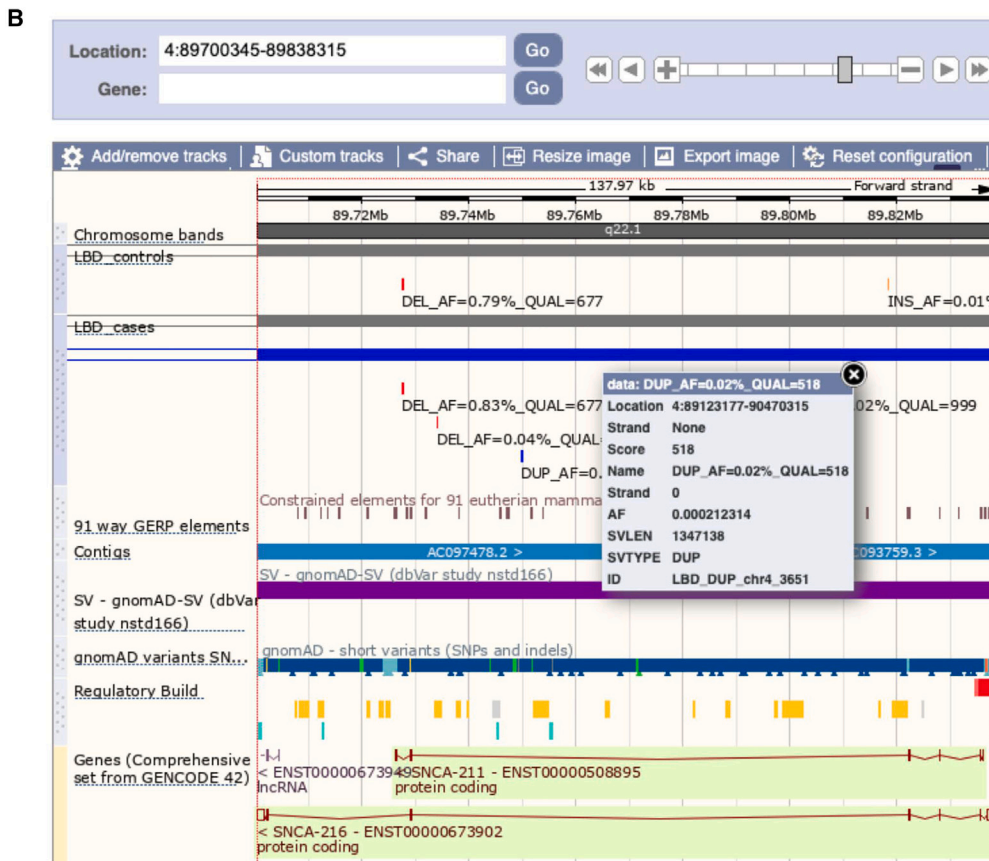 B
Location: 4:89700345-89838315 Go
Gene: Go
Add/remove tracks Custom tracks Share Resize image Export image Reset configuration
137.97 kb Forward strand
89.72Mb 89.74Mb 89.76Mb 89.78Mb 89.80Mb 89.82Mb
Chromosome bands q22.1
LBD_controls
DEL_AF=0.79%_QUAL=677 INS_AF=0.01%
LBD_cases
data: DUP_AF=0.02%_QUAL=518
Location 4:89123177-90470315
DEL_AF=0.83%_QUAL=677 02%_QUAL=999
Strand None
DEL_AF=0.04%_QUAL
Score 518
DUP_AF=0.
Name DUP_AF=0.02%_QUAL=518
Strand 0
Constrained elements for 91 eutherian mamma
AF 0.000212314
91 way GERP elements
SVLEN 1347138
Contigs AC097478.2 > 093759.3 >
SVTYPE DUP
SV - gnomAD-SV (dbVar study nstd166)
ID LBD_DUP_chr4_3651
SV - gnomAD-SV (dbVar
study nstd166)
gnomAD - short variants (SNPs and indels)
gnomAD variants SN...
Regulatory Build
Genes (Comprehensive
set from GENCODE 42)
< ENST00000673949 < SNCA-211 - ENST00000508895
lncRNA protein coding
< SNCA-216 - ENST00000673902
protein coding